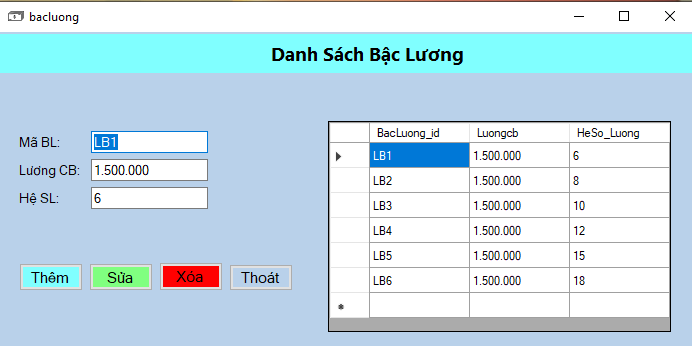 bacluong
Danh Sách Bậc Lương
Mã BL: LB1
Lương CB: 1.500.000
Hệ SL: 6
Thêm Sửa Xóa Thoát
BacLuong_id Luongcb HeSo_Luong
LB1 1.500.000 6
LB2 1.500.000 8
LB3 1.500.000 10
LB4 1.500.000 12
LB5 1.500.000 15
LB6 1.500.000 18